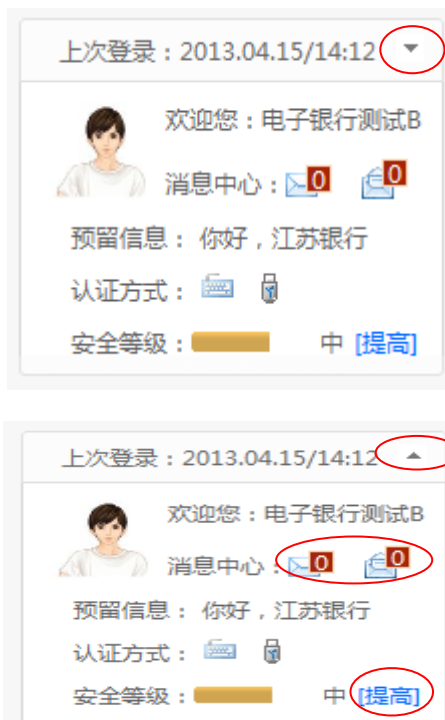 上次登录：2013.04.15/14:12
欢迎您：电子银行测试B
消息中心：0 0
预留信息： 你好，江苏银行
认证方式：
安全等级： 中 [提高]
上次登录：2013.04.15/14:12
欢迎您：电子银行测试B
消息中心：0 0
预留信息： 你好，江苏银行
认证方式：
安全等级： 中 [提高]